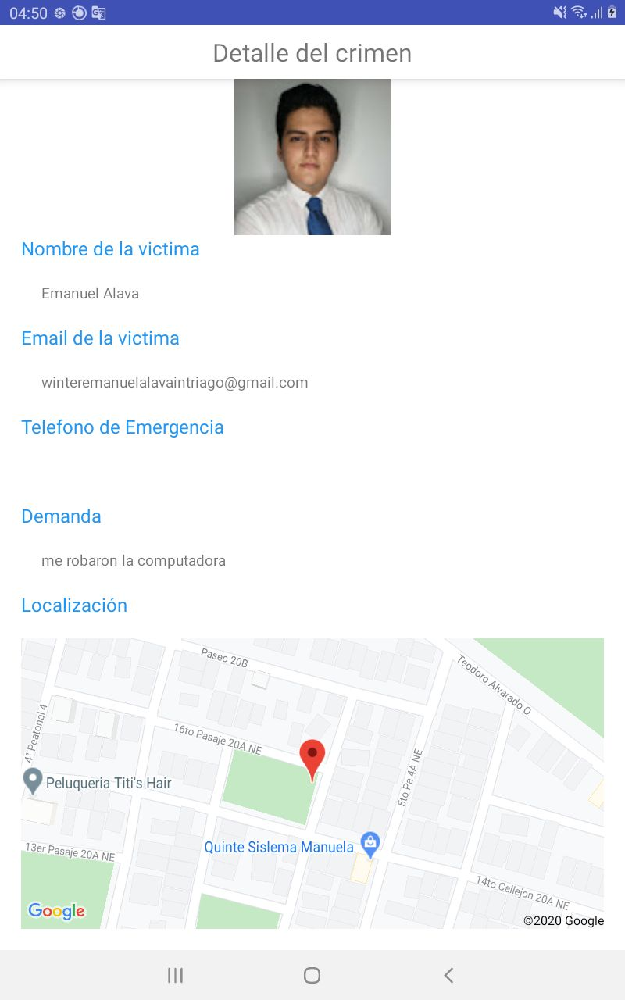 04:50
Detalle del crimen
Nombre de la victima
Emanuel Alava
Email de la victima
winteremanuelalavaintriago@gmail.com
Telefono de Emergencia
Demanda
me robaron la computadora
Localización
Paseo 20B
Teodoro Alvarado O.
4° Peatonal 4
16to Pasaje 20A NE
5to Pa 4A NE
Peluqueria Titi's Hair
Quinte Sislema Manuela
13er Pasaje 20A NE
14to Callejon 20A NE
Google
©2020 Google